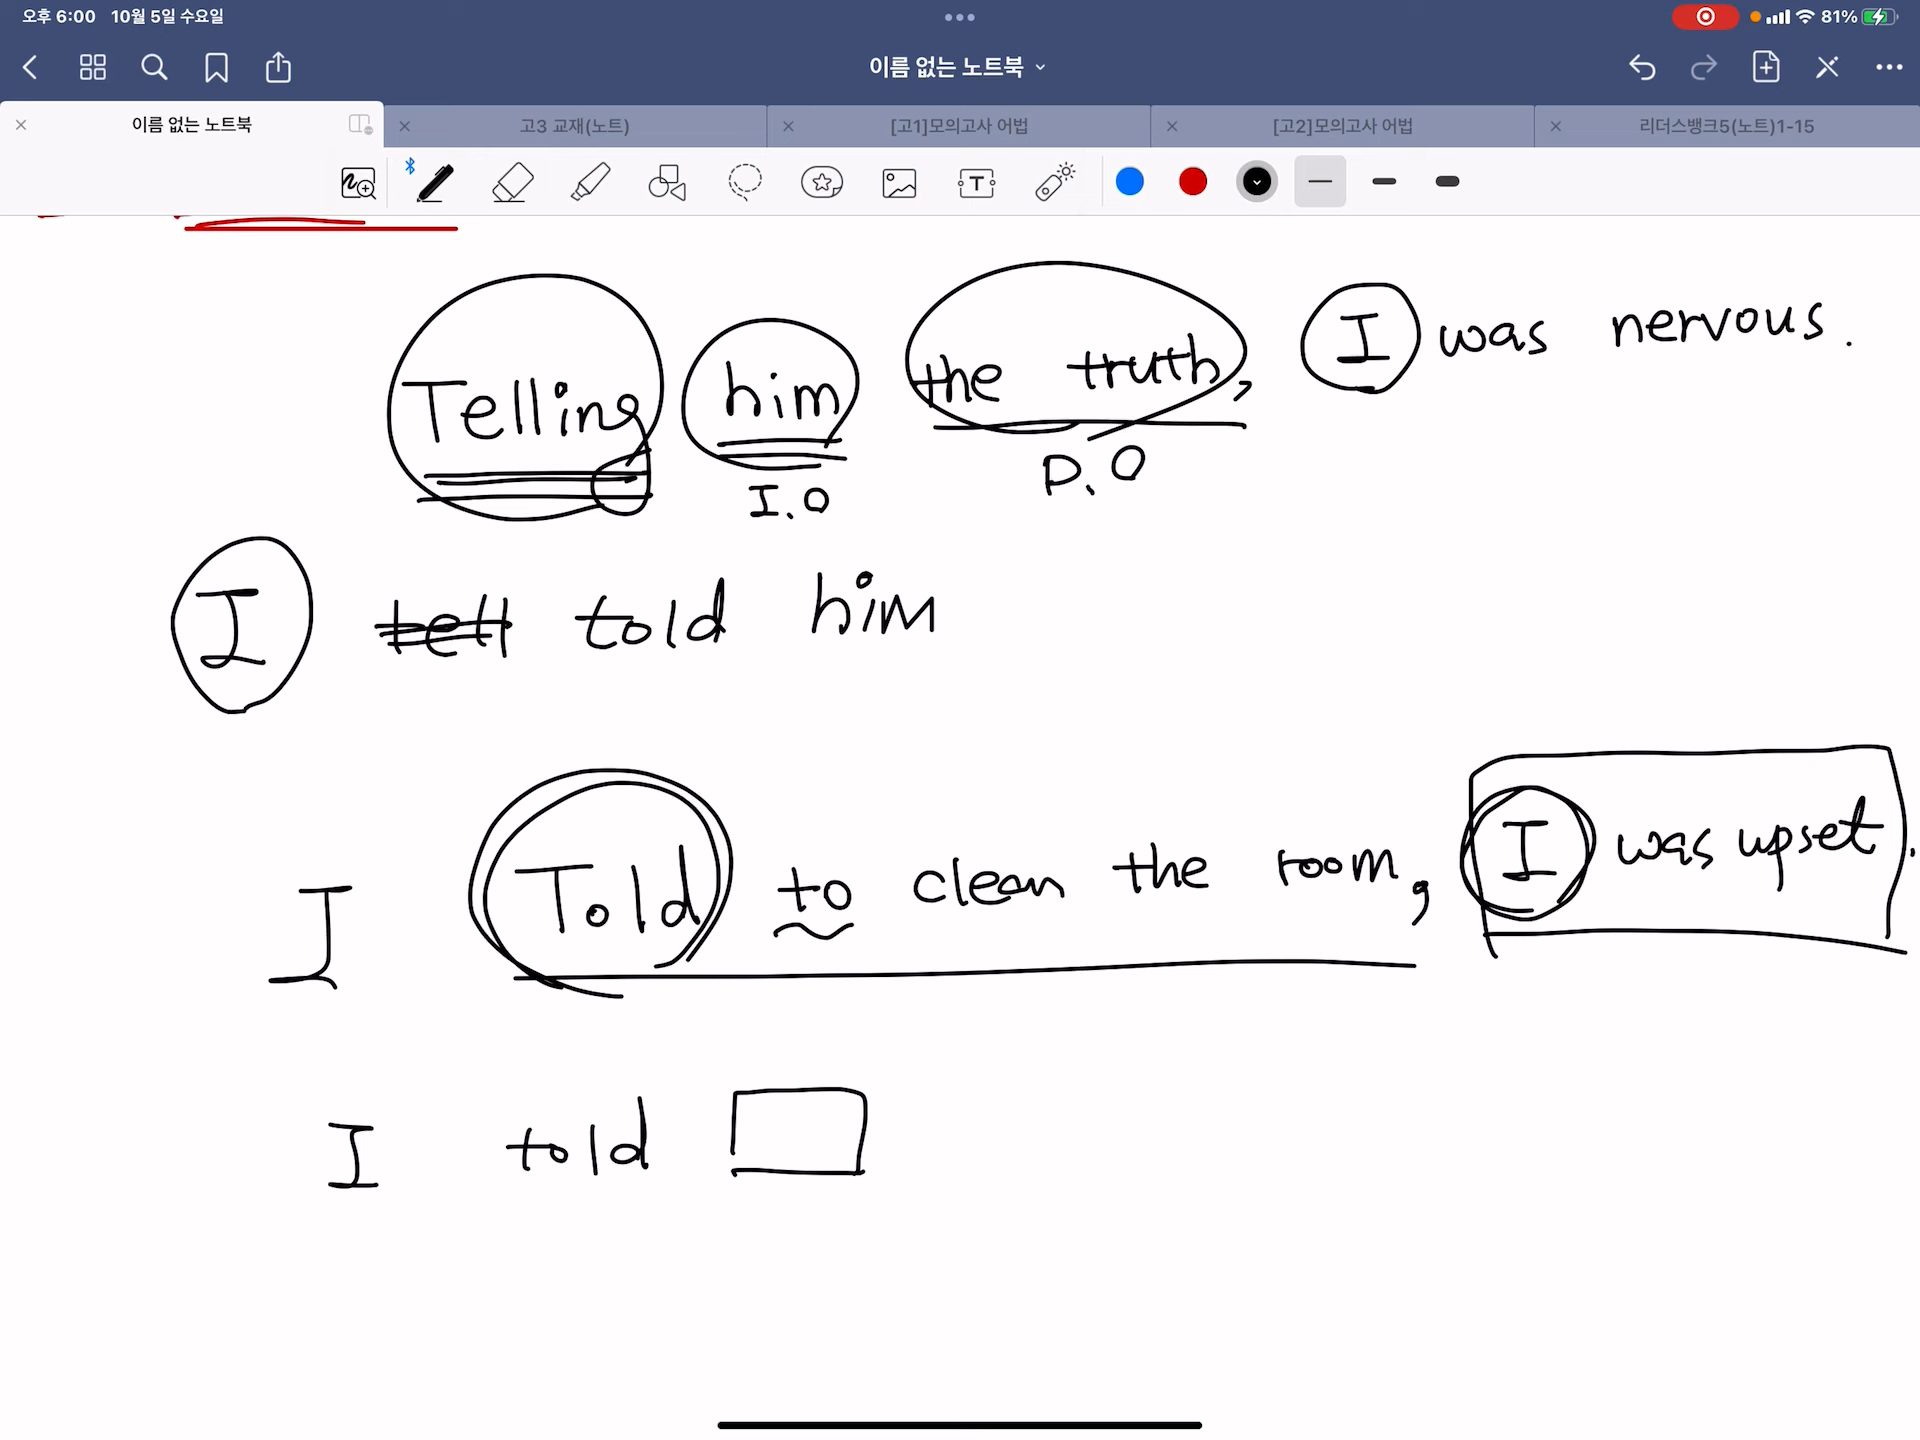 오후 6:00 10월 5일 수요일 81%
이름 없는 노트북
이름 없는 노트북 고3 교재(노트) [고1]모의고사 어법 [고2]모의고사 어법 리더스뱅크5(노트)1-15
Telling him the truth, I was nervous.
I.O D.O
I tell told him
I Told to clean the room, I was upset.
I told